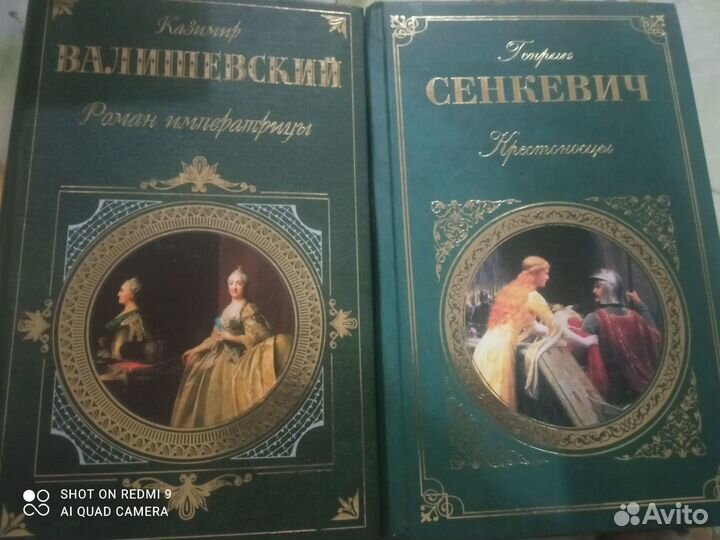 Казимир
ВАЛИШЕВСКИЙ
Роман императрицы
Генрик
СЕНКЕВИЧ
Крестоносцы
SHOT ON REDMI 9
AI QUAD CAMERA
Avito